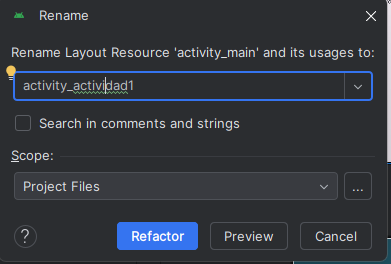 Rename
Rename Layout Resource 'activity_main' and its usages to:
activity_actividad1
Search in comments and strings
Scope:
Project Files
...
?
Refactor
Preview
Cancel